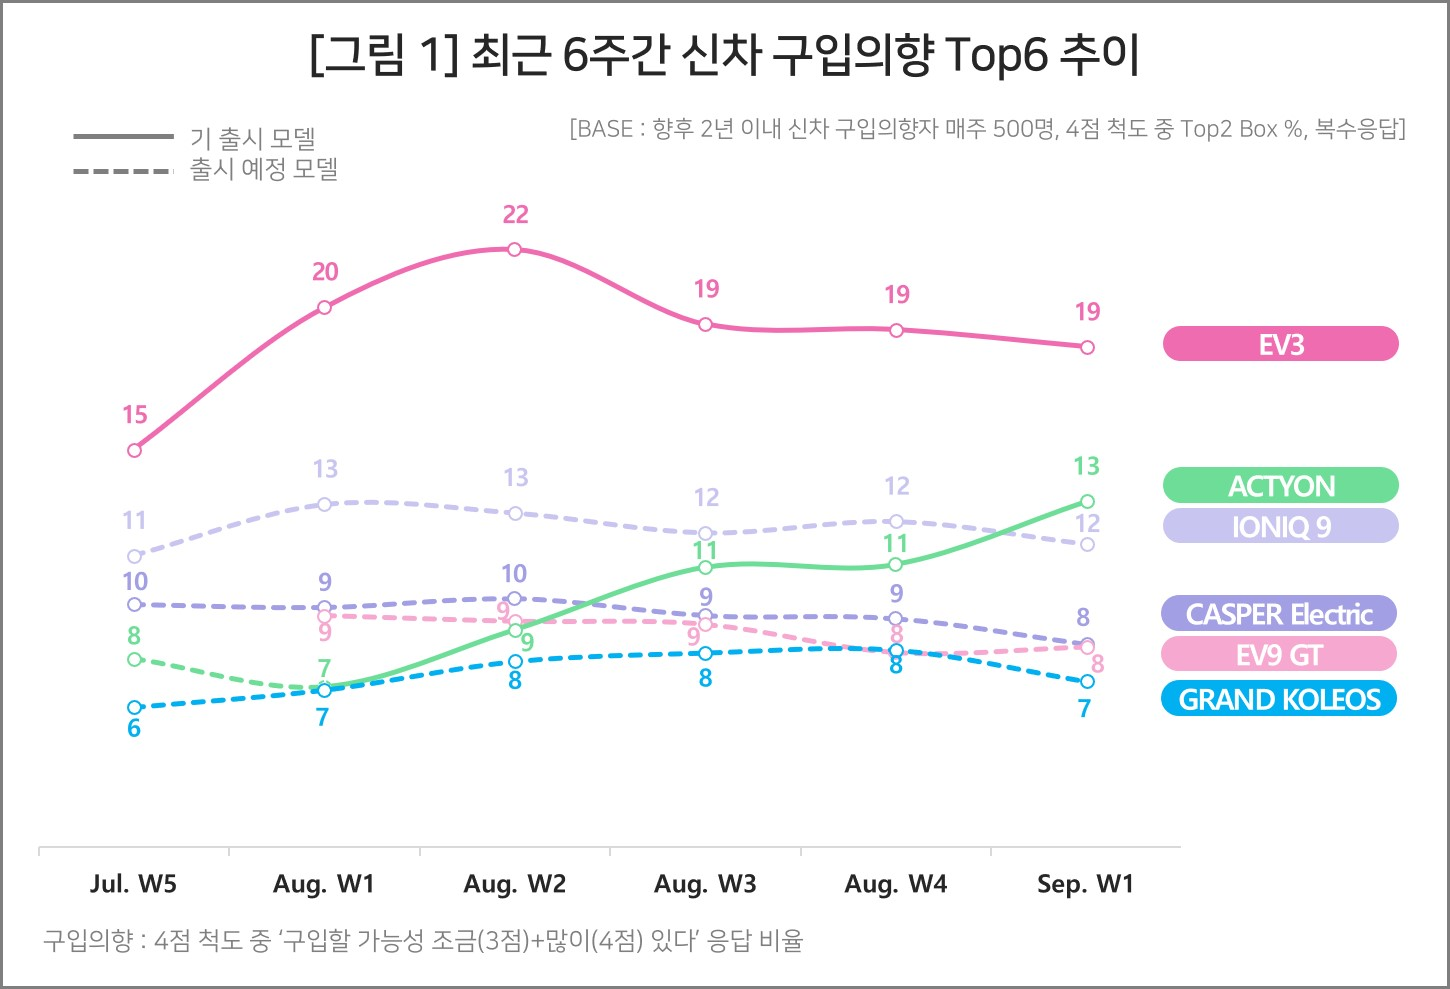 [그림 1] 최근 6주간 신차 구입의향 Top6 추이
기 출시 모델
출시 예정 모델
[BASE : 향후 2년 이내 신차 구입의향자 매주 500명, 4점 척도 중 Top2 Box %, 복수응답]
15 20 22 19 19 19
EV3
8 7 9 11 11 13
ACTYON
11 13 13 12 12 12
IONIQ 9
10 9 10 9 9 8
CASPER Electric
9 9 9 8 8
EV9 GT
6 7 8 8 8 7
GRAND KOLEOS
Jul. W5 Aug. W1 Aug. W2 Aug. W3 Aug. W4 Sep. W1
구입의향 : 4점 척도 중 ‘구입할 가능성 조금(3점)+많이(4점) 있다’ 응답 비율